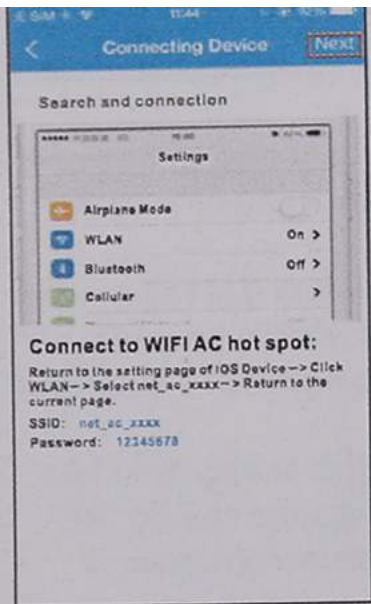 11:44
Connecting Device
Next
Search and connection
Settings
Airplane Mode
WLAN
On
Bluetooth
Off
Cellular
Connect to WIFI AC hot spot:
Return to the setting page of IOS Device—> Click
WLAN—> Select net_ac_xxxx—> Return to the
current page.
SSID: net_ac_xxxx
Password: 12345678